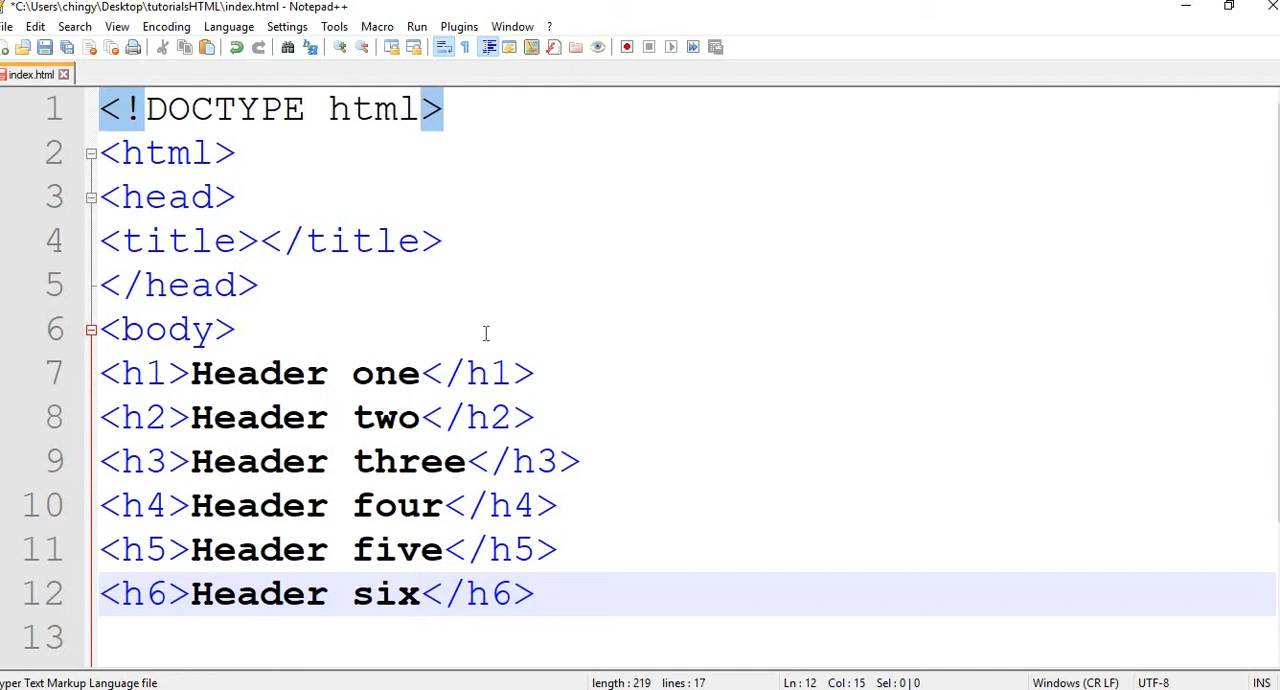 *C:\Users\chingy\Desktop\tutorialsHTML\index.html - Notepad++
File Edit Search View Encoding Language Settings Tools Macro Run Plugins Window ?
index.html
1 <!DOCTYPE html>
2 <html>
3 <head>
4 <title></title>
5 </head>
6 <body>
7 <h1>Header one</h1>
8 <h2>Header two</h2>
9 <h3>Header three</h3>
10 <h4>Header four</h4>
11 <h5>Header five</h5>
12 <h6>Header six</h6>
13
yper Text Markup Language file length : 219 lines : 17 Ln : 12 Col : 15 Sel : 0 | 0 Windows (CR LF) UTF-8 INS